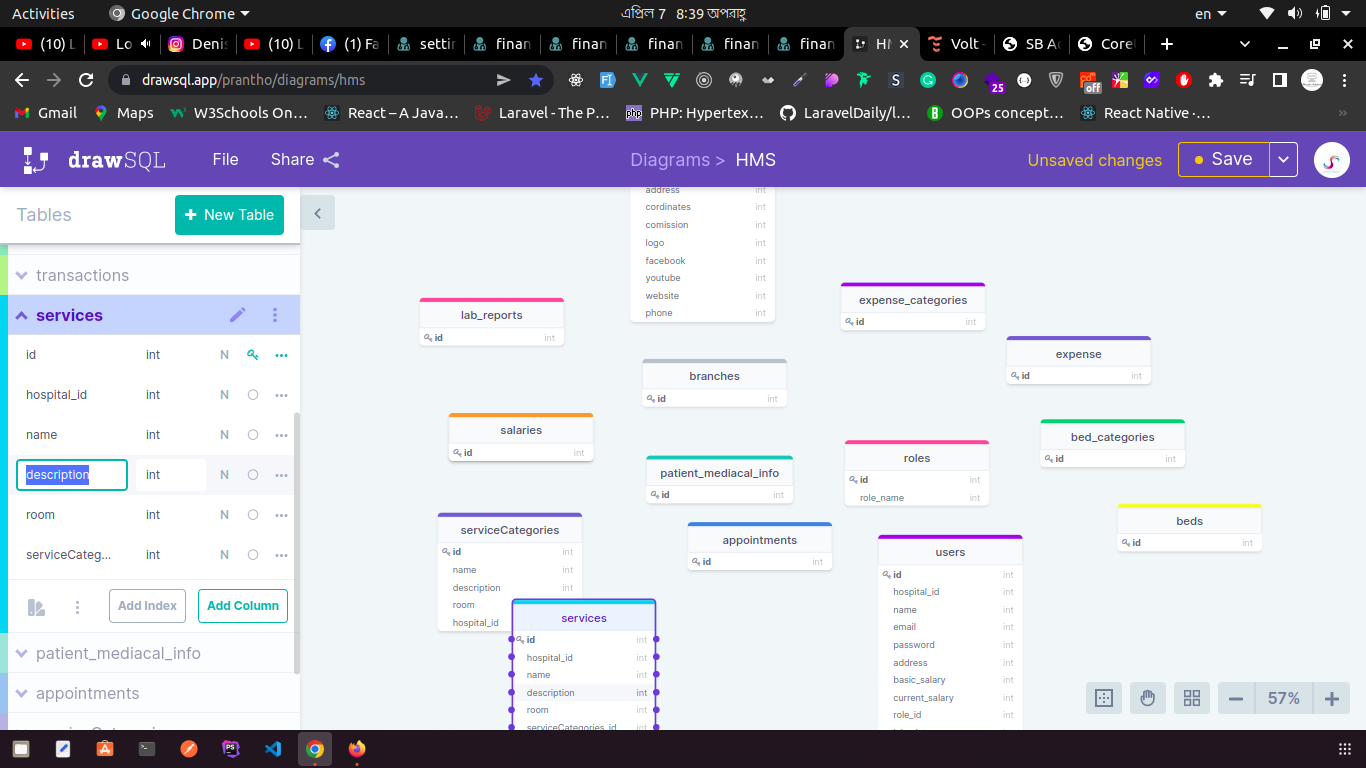 Activities
Google Chrome
এপ্রিল 7 8:39 অপরাহ্ণ
en
(10) L
Lo
Denis
(10) L
(1) Fa
settin
finan
finan
finan
finan
finan
HM
Volt -
SB Ad
Corel
drawsql.app/prantho/diagrams/hms
25
off
Gmail
Maps
W3Schools On…
React – A Java…
Laravel - The P…
PHP: Hypertex…
LaravelDaily/l…
OOPs concept…
React Native ·…
»
drawSQL
File
Share
Diagrams > HMS
Unsaved changes
Save
Tables
+ New Table
transactions
services
id int N
hospital_id int N
name int N
description int N
room int N
serviceCateg... int N
Add Index
Add Column
patient_mediacal_info
appointments
address int
cordinates int
comission int
logo int
facebook int
youtube int
website int
phone int
lab_reports
id int
expense_categories
id int
expense
id int
branches
id int
salaries
id int
bed_categories
id int
roles
id int
role_name int
patient_mediacal_info
id int
beds
id int
serviceCategories
id int
name int
description int
room
hospital_id
appointments
id int
users
id int
hospital_id int
name int
email int
password int
address int
basic_salary int
current_salary int
role_id int
services
id int
hospital_id int
name int
description int
room int
serviceCategories_id int
57%